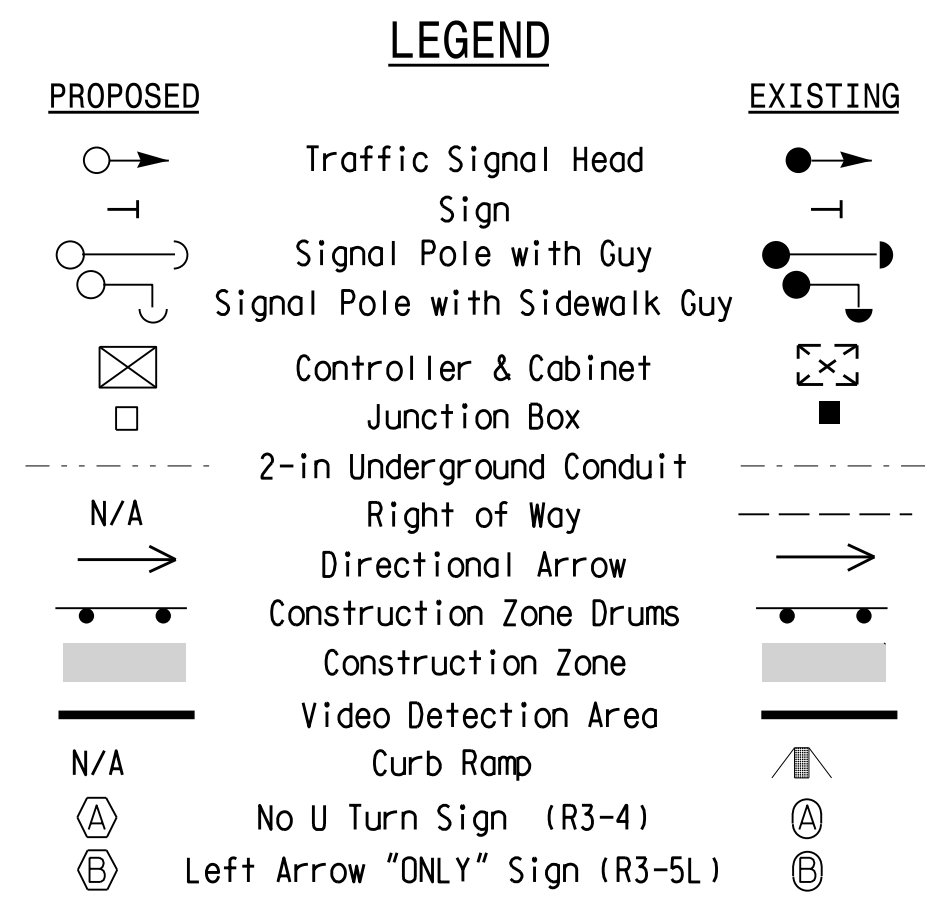 LEGEND
PROPOSED EXISTING
Traffic Signal Head
Sign
Signal Pole with Guy
Signal Pole with Sidewalk Guy
Controller & Cabinet
Junction Box
2-in Underground Conduit
N/A Right of Way
Directional Arrow
Construction Zone Drums
Construction Zone
Video Detection Area
N/A Curb Ramp
A No U Turn Sign (R3-4) A
B Left Arrow "ONLY" Sign (R3-5L) B